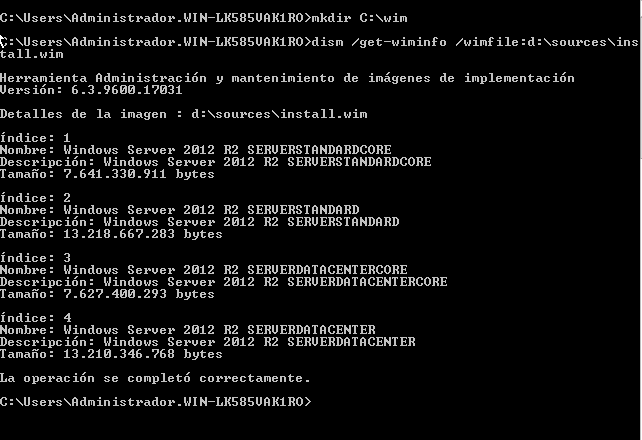 C:\Users\Administrador.WIN-LK585VAK1RO>mkdir C:\wim
C:\Users\Administrador.WIN-LK585VAK1RO>dism /get-wiminfo /wimfile:d:\sources\ins
tall.wim
Herramienta Administración y mantenimiento de imágenes de implementación
Versión: 6.3.9600.17031
Detalles de la imagen : d:\sources\install.wim
Índice: 1
Nombre: Windows Server 2012 R2 SERVERSTANDARDCORE
Descripción: Windows Server 2012 R2 SERVERSTANDARDCORE
Tamaño: 7.641.330.911 bytes
Índice: 2
Nombre: Windows Server 2012 R2 SERVERSTANDARD
Descripción: Windows Server 2012 R2 SERVERSTANDARD
Tamaño: 13.218.667.283 bytes
Índice: 3
Nombre: Windows Server 2012 R2 SERVERDATACENTERCORE
Descripción: Windows Server 2012 R2 SERVERDATACENTERCORE
Tamaño: 7.627.400.293 bytes
Índice: 4
Nombre: Windows Server 2012 R2 SERVERDATACENTER
Descripción: Windows Server 2012 R2 SERVERDATACENTER
Tamaño: 13.210.346.768 bytes
La operación se completó correctamente.
C:\Users\Administrador.WIN-LK585VAK1RO>